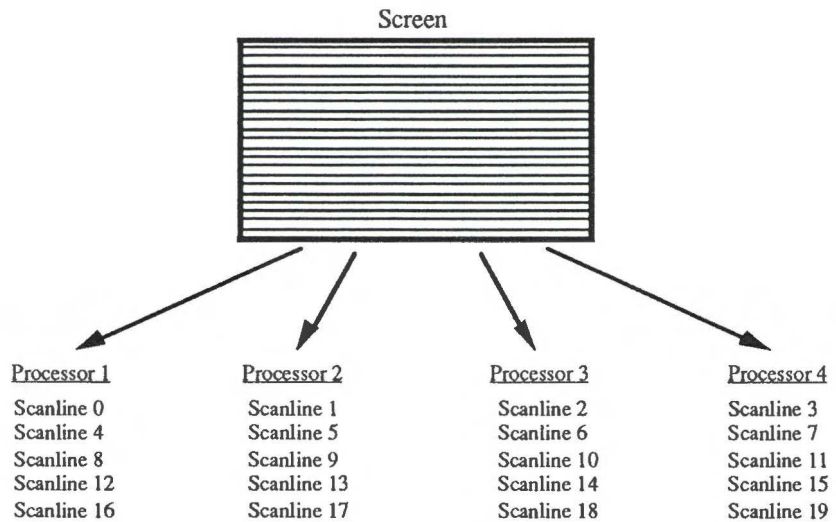 Screen
Processor 1
Scanline 0
Scanline 4
Scanline 8
Scanline 12
Scanline 16
Processor 2
Scanline 1
Scanline 5
Scanline 9
Scanline 13
Scanline 17
Processor 3
Scanline 2
Scanline 6
Scanline 10
Scanline 14
Scanline 18
Processor 4
Scanline 3
Scanline 7
Scanline 11
Scanline 15
Scanline 19